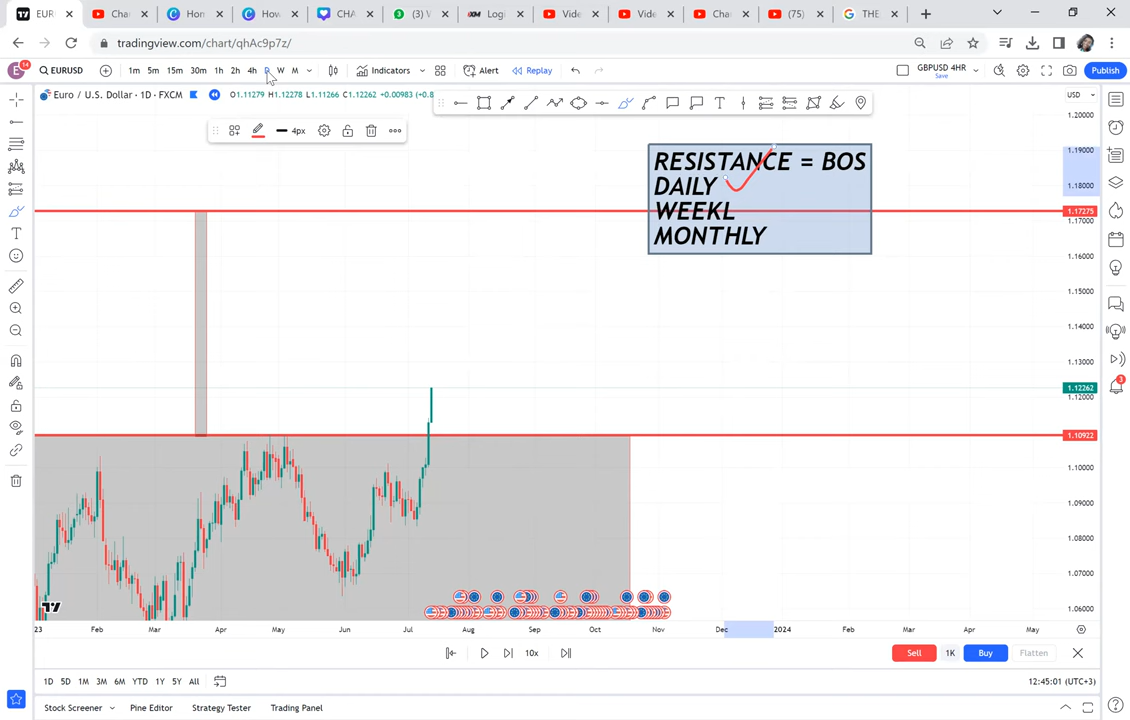 EUR
Cha
Hon
How
CHA
(3) V
Logi
Vide
Vide
Cha
(75)
THE
tradingview.com/chart/qhAc9p7z/
E 14
EURUSD
1m 5m 15m 30m 1h 2h 4h D W M
Indicators
Alert
Replay
GBPUSD 4HR
Save
Publish
Euro / U.S. Dollar · 1D · FXCM
O1.11279 H1.12278 L1.11266 C1.12262 +0.00983 (+0.8
USD
4px
RESISTANCE = BOS
DAILY
WEEKL
MONTHLY
1.20000
1.19000
1.18000
1.17275
1.17000
1.16000
1.15000
1.14000
1.13000
1.12262
1.12000
1.10922
1.10000
1.09000
1.08000
1.07000
1.06000
3
23 Feb Mar Apr May Jun Jul Aug Sep Oct Nov Dec 2024 Feb Mar Apr May
10x
Sell 1K Buy Flatten
1D 5D 1M 3M 6M YTD 1Y 5Y All
12:45:01 (UTC+3)
Stock Screener Pine Editor Strategy Tester Trading Panel